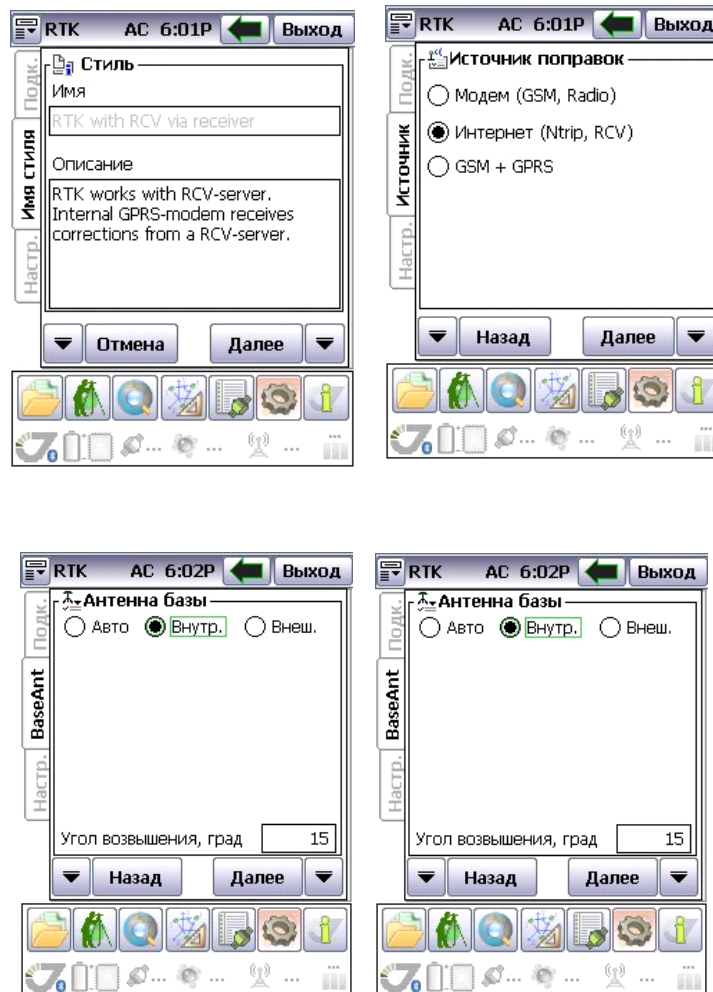 RTK AC 6:01P Выход
Подк.
Имя стиля
Настр.
Стиль
Имя
RTK with RCV via receiver
Описание
RTK works with RCV-server.
Internal GPRS-modem receives
corrections from a RCV-server.
Отмена Далее
RTK AC 6:01P Выход
Подк.
Источник
Настр.
Источник поправок
Модем (GSM, Radio)
Интернет (Ntrip, RCV)
GSM + GPRS
Назад Далее
RTK AC 6:02P Выход
Подк.
BaseAnt
Настр.
Антенна базы
Авто Внутр. Внеш.
Угол возвышения, град 15
Назад Далее
RTK AC 6:02P Выход
Подк.
BaseAnt
Настр.
Антенна базы
Авто Внутр. Внеш.
Угол возвышения, град 15
Назад Далее